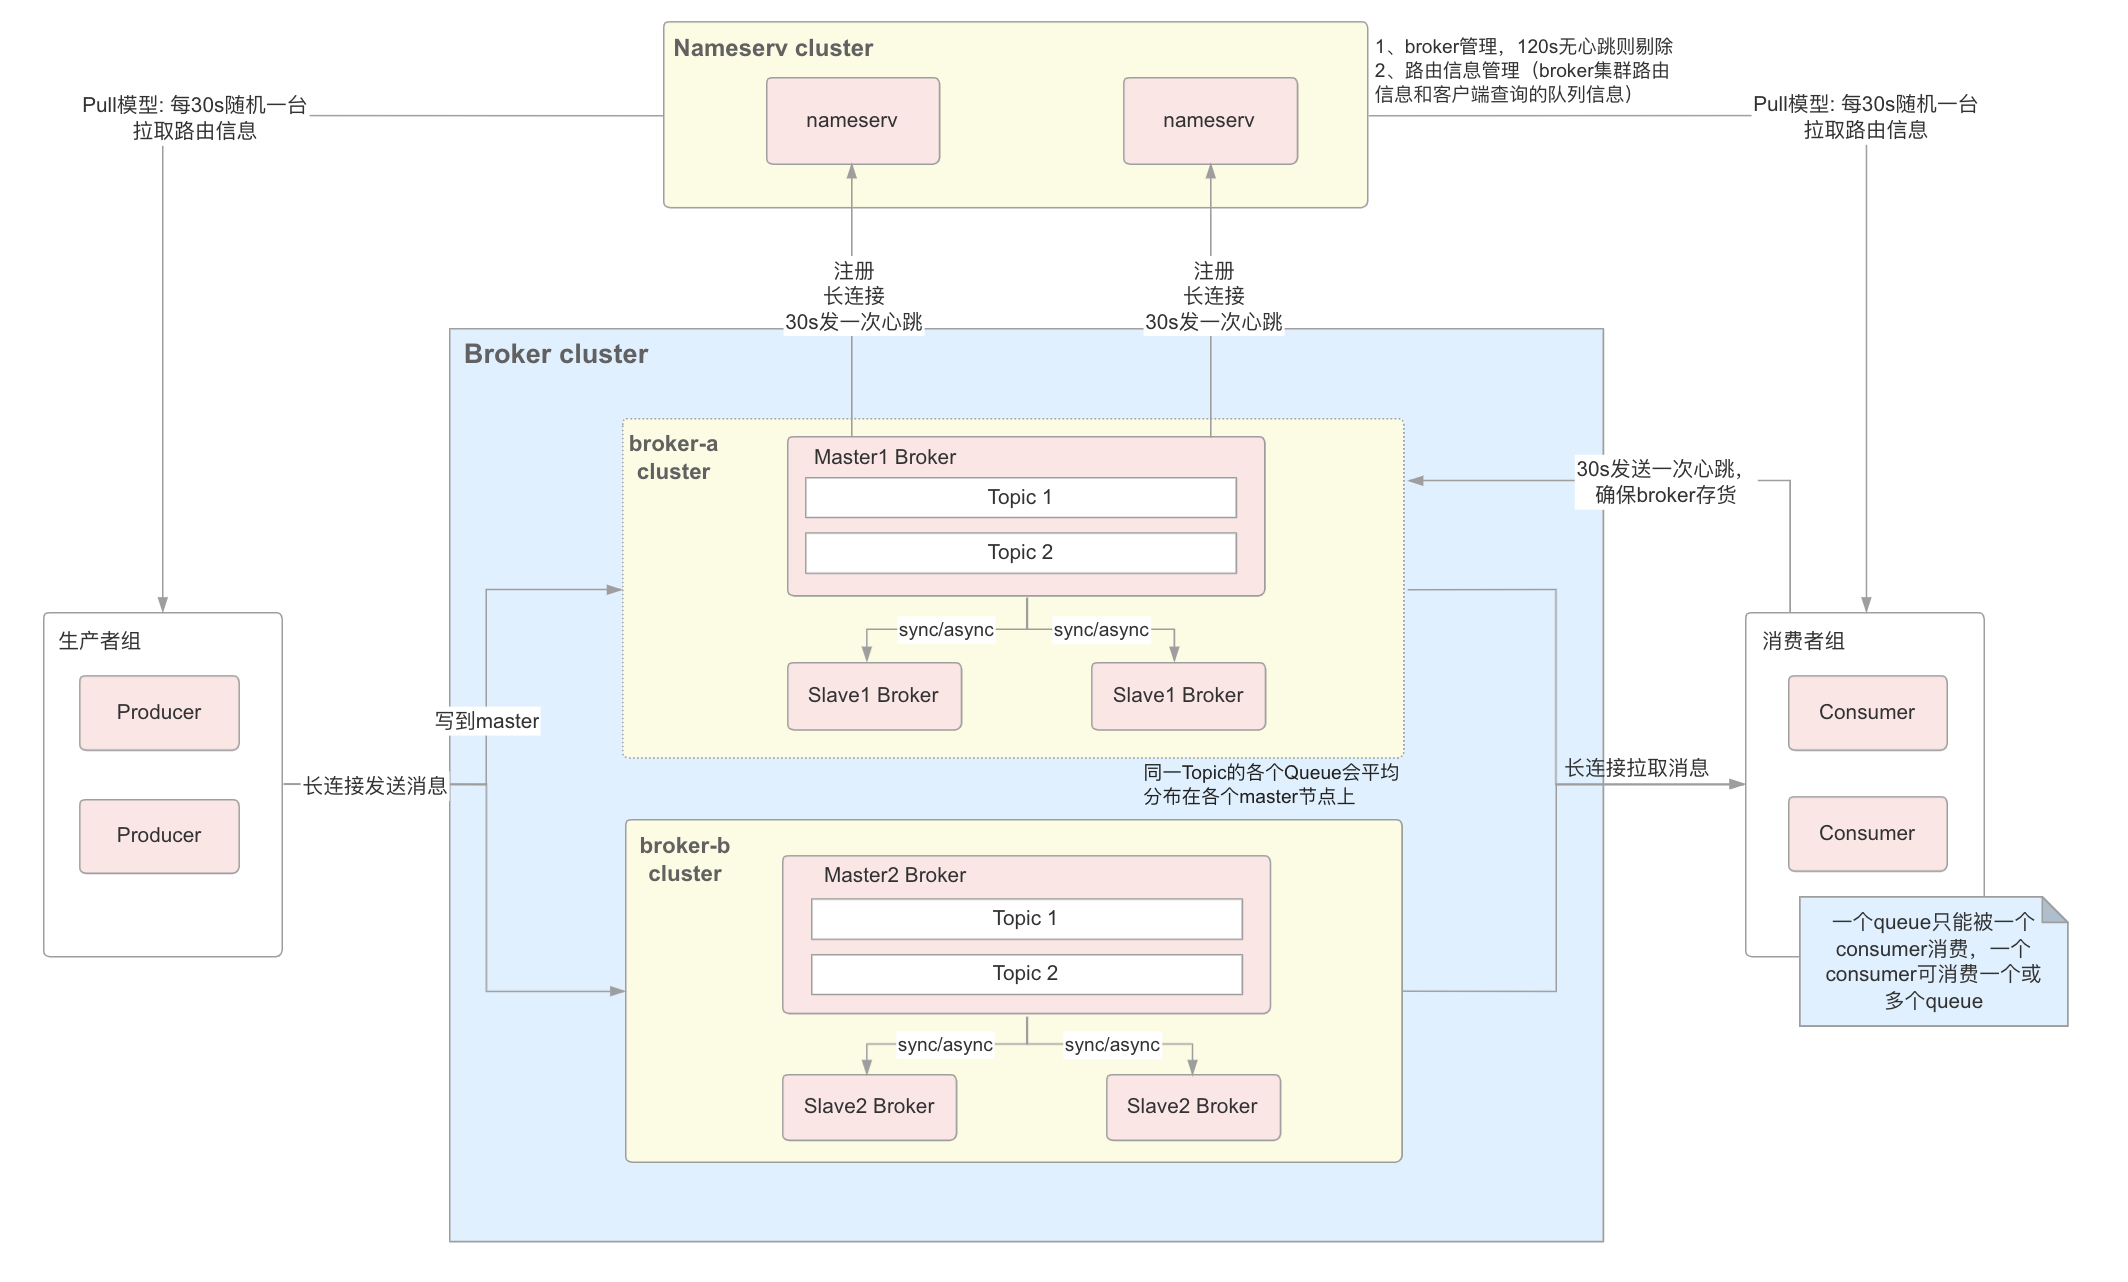 Nameserv cluster
nameserv
nameserv
1、broker管理，120s无心跳则剔除
2、路由信息管理（broker集群路由
信息和客户端查询的队列信息）
Pull模型: 每30s随机一台
拉取路由信息
Pull模型: 每30s随机一台
拉取路由信息
注册
长连接
30s发一次心跳
注册
长连接
30s发一次心跳
Broker cluster
broker-a
cluster
Master1 Broker
Topic 1
Topic 2
sync/async
sync/async
Slave1 Broker
Slave1 Broker
30s发送一次心跳，
确保broker存货
生产者组
Producer
Producer
写到master
长连接发送消息
同一Topic的各个Queue会平均
分布在各个master节点上
长连接拉取消息
消费者组
Consumer
Consumer
broker-b
cluster
Master2 Broker
Topic 1
Topic 2
sync/async
sync/async
Slave2 Broker
Slave2 Broker
一个queue只能被一个
consumer消费，一个
consumer可消费一个或
多个queue